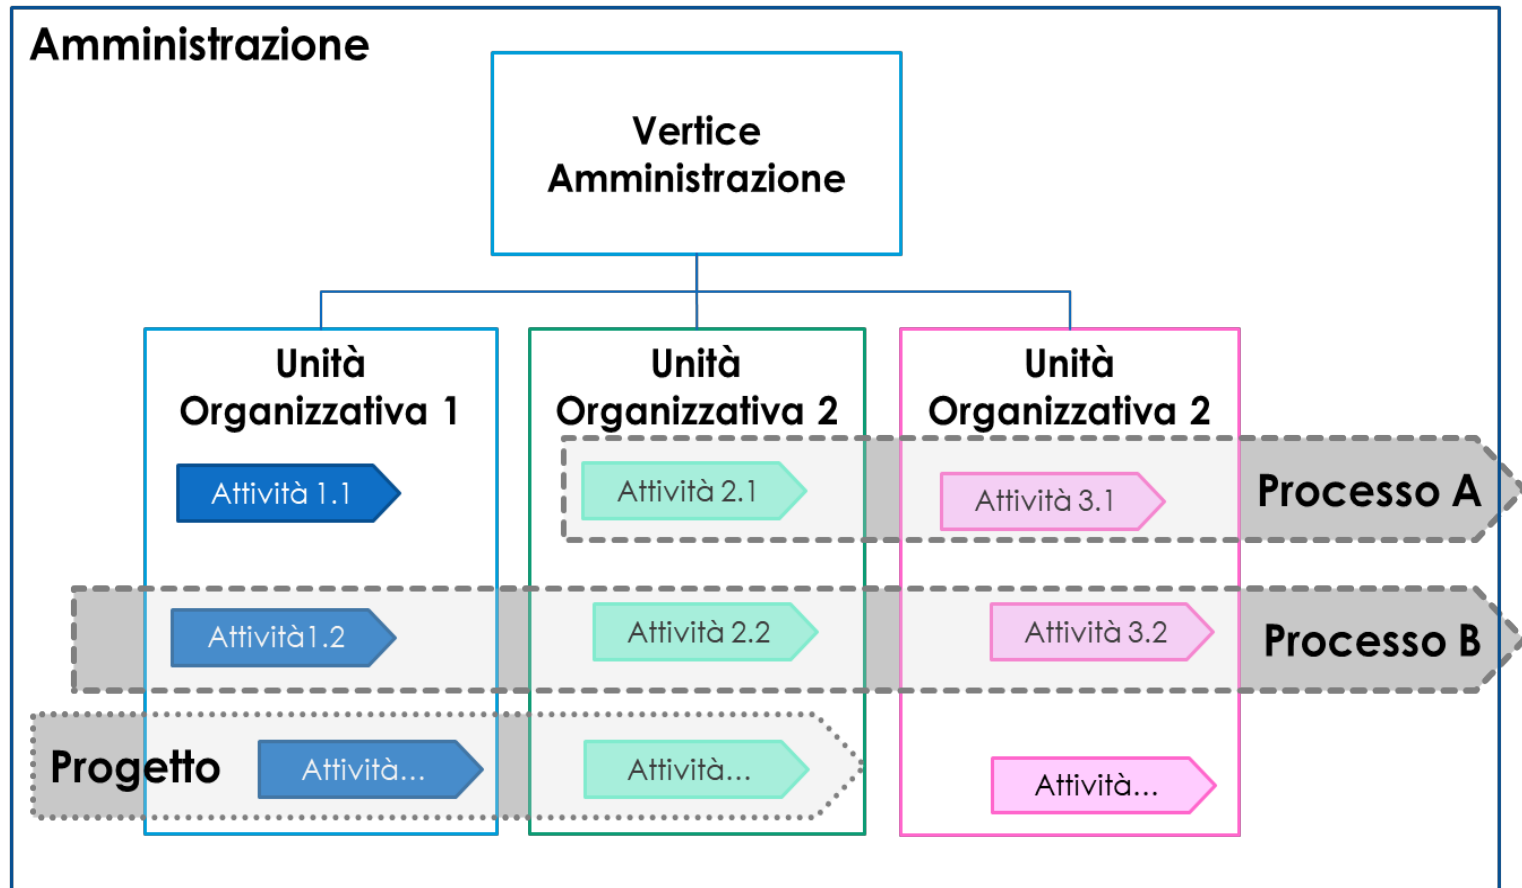 Amministrazione
Vertice
Amministrazione
Unità
Organizzativa 1
Unità
Organizzativa 2
Unità
Organizzativa 2
Attività 1.1
Attività 2.1
Attività 3.1
Processo A
Attività1.2
Attività 2.2
Attività 3.2
Processo B
Progetto
Attività...
Attività...
Attività...